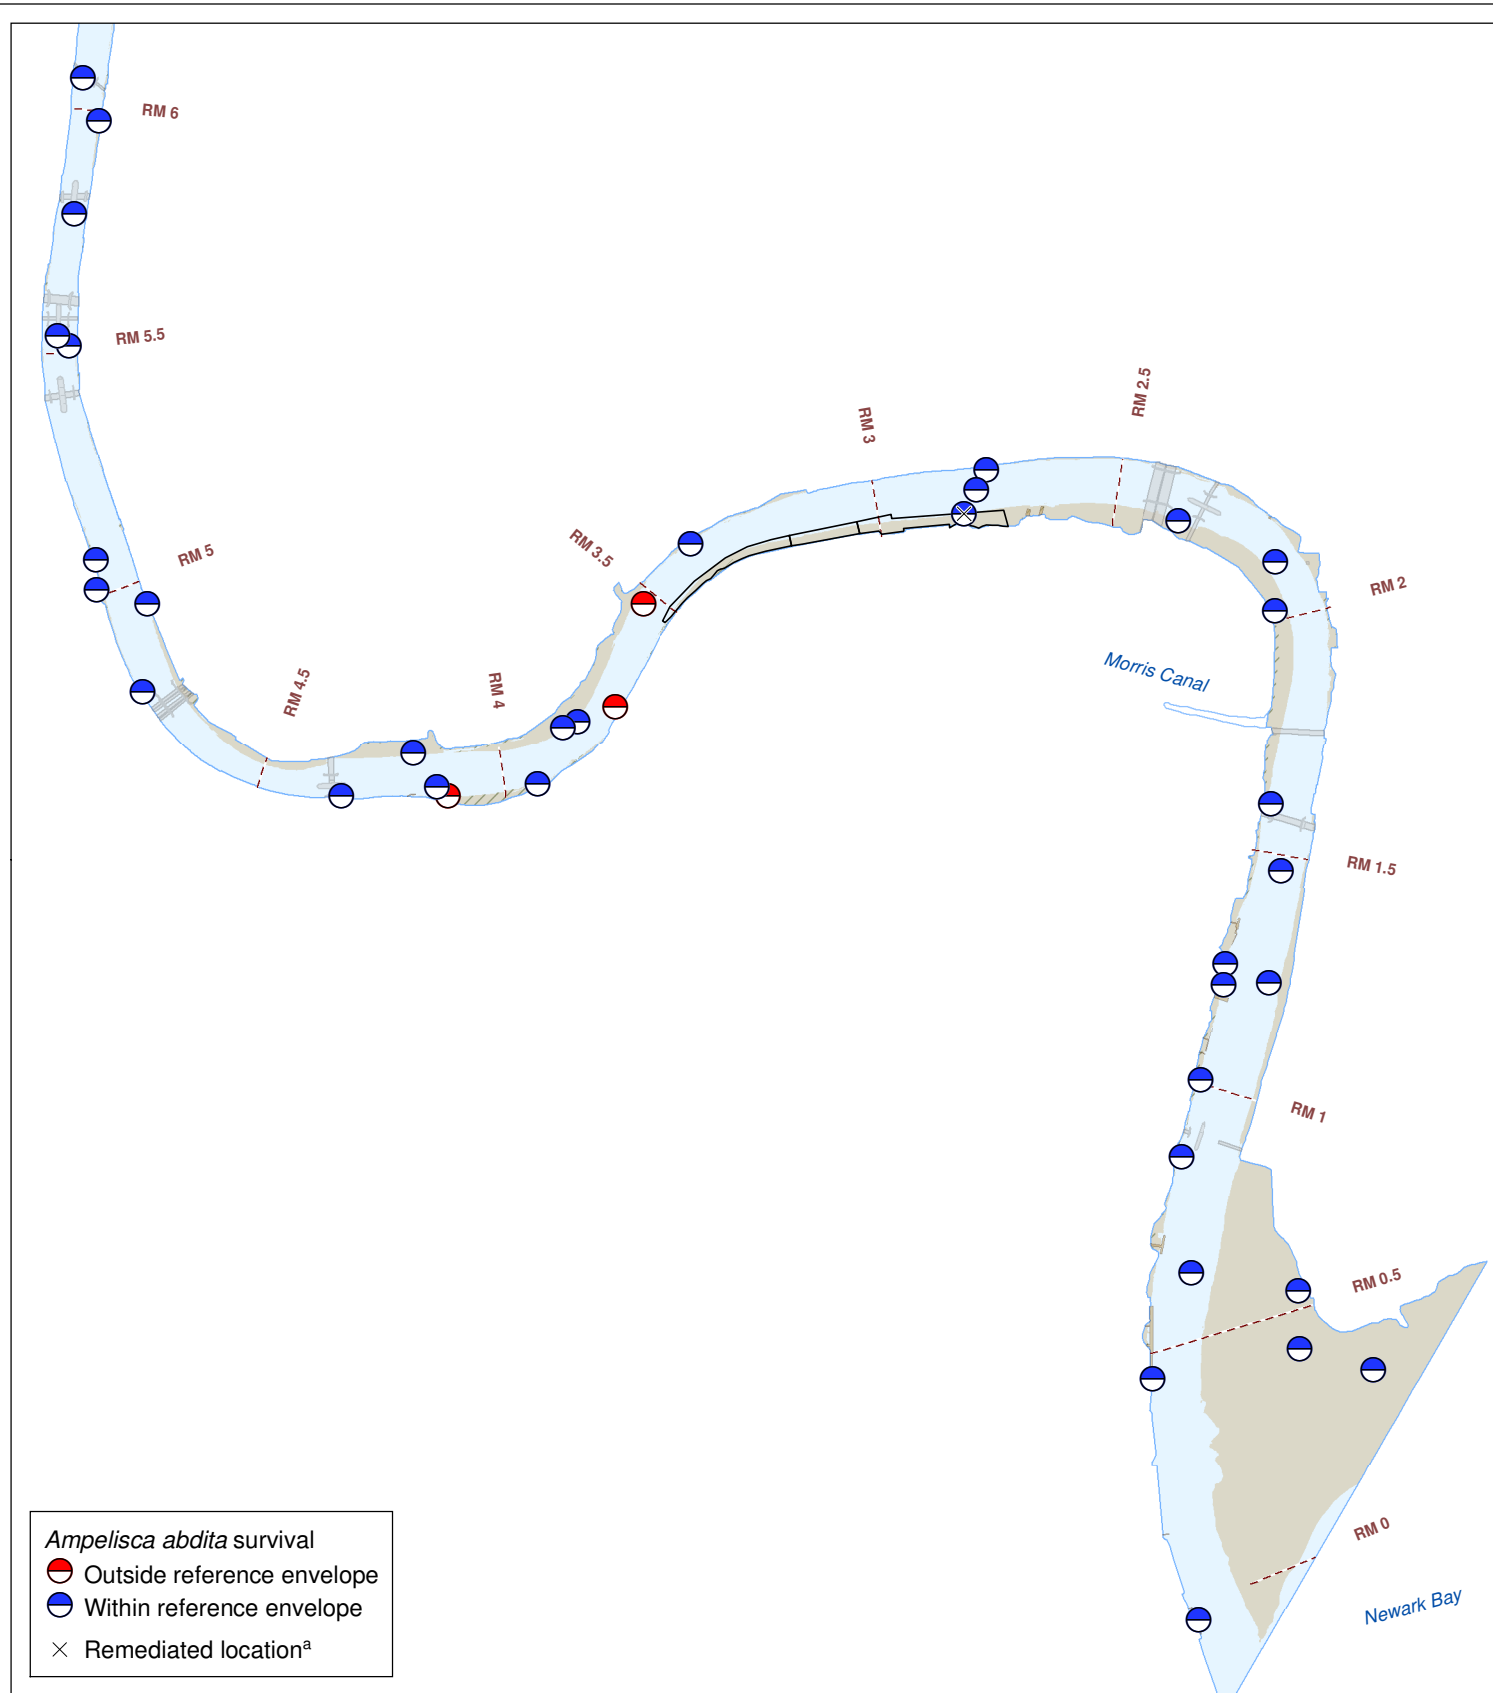 RM 6
RM 5.5
RM 2.5
RM 3
RM 3.5
RM 5
RM 2
Morris Canal
RM 4.5
RM 4
RM 1.5
RM 1
RM 0.5
RM 0
Newark Bay
Ampelisca abdita survival
Outside reference envelope
Within reference envelope
Remediated locationᵃ